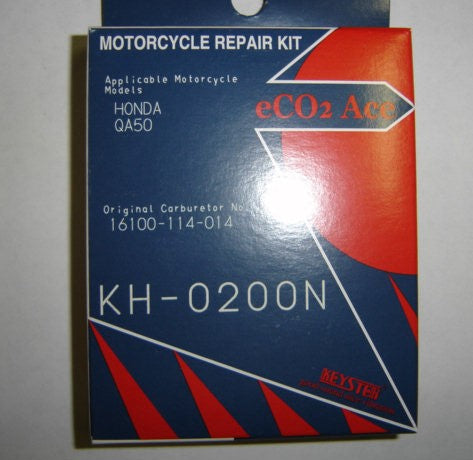 MOTORCYCLE REPAIR KIT
Applicable Motorcycle
Models
HONDA
QA50
eCO2 Ace
Original Carburetor No.
16100-114-014
KH-0200N
KEYSTER